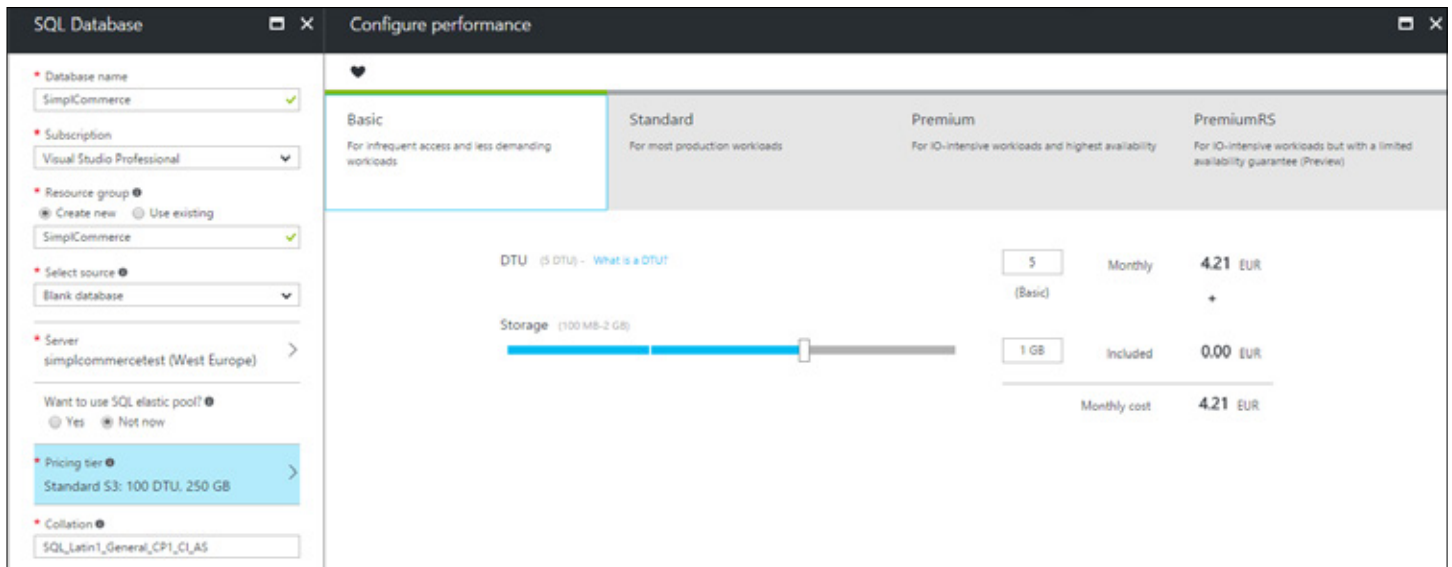 SQL Database
Configure performance
* Database name
SimplCommerce
* Subscription
Visual Studio Professional
* Resource group
Create new Use existing
SimplCommerce
* Select source
Blank database
* Server
simplcommercetest (West Europe)
Want to use SQL elastic pool?
Yes Not now
* Pricing tier
Standard S3: 100 DTU, 250 GB
* Collation
SQL_Latin1_General_CP1_CI_AS
Basic
For infrequent access and less demanding
workloads
Standard
For most production workloads
Premium
For IO-intensive workloads and highest availability
PremiumRS
For IO-intensive workloads but with a limited
availability guarantee (Preview)
DTU (5 DTU) - What is a DTU?
5 Monthly 4.21 EUR
(Basic) +
Storage (100 MB-2 GB)
1 GB Included 0.00 EUR
Monthly cost 4.21 EUR